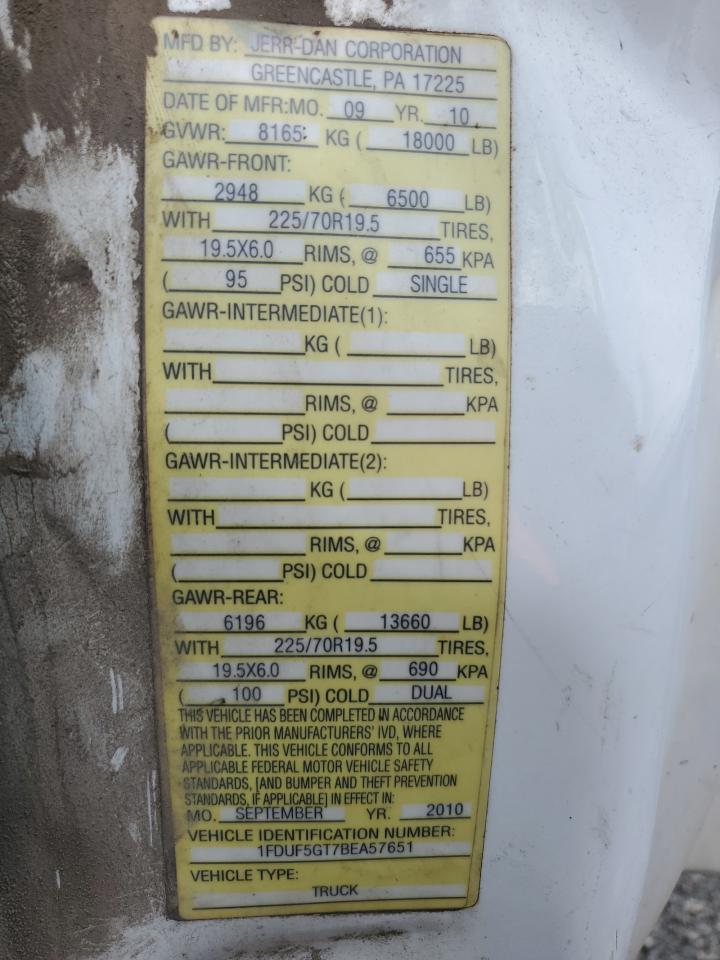 MFD BY: JERR-DAN CORPORATION
GREENCASTLE, PA 17225
DATE OF MFR: MO. 09 YR. 10
GVWR: 8165 KG ( 18000 LB)
GAWR-FRONT:
2948 KG ( 6500 LB)
WITH 225/70R19.5 TIRES,
19.5X6.0 RIMS, @ 655 KPA
( 95 PSI) COLD SINGLE
GAWR-INTERMEDIATE(1):
KG ( LB)
WITH TIRES,
RIMS, @ KPA
( PSI) COLD
GAWR-INTERMEDIATE(2):
KG ( LB)
WITH TIRES,
RIMS, @ KPA
( PSI) COLD
GAWR-REAR:
6196 KG ( 13660 LB)
WITH 225/70R19.5 TIRES,
19.5X6.0 RIMS, @ 690 KPA
( 100 PSI) COLD DUAL
THIS VEHICLE HAS BEEN COMPLETED IN ACCORDANCE
WITH THE PRIOR MANUFACTURERS' IVD, WHERE
APPLICABLE. THIS VEHICLE CONFORMS TO ALL
APPLICABLE FEDERAL MOTOR VEHICLE SAFETY
STANDARDS, [AND BUMPER AND THEFT PREVENTION
STANDARDS, IF APPLICABLE] IN EFFECT IN:
MO. SEPTEMBER YR. 2010
VEHICLE IDENTIFICATION NUMBER:
1FDUF5GT7BEA57651
VEHICLE TYPE:
TRUCK